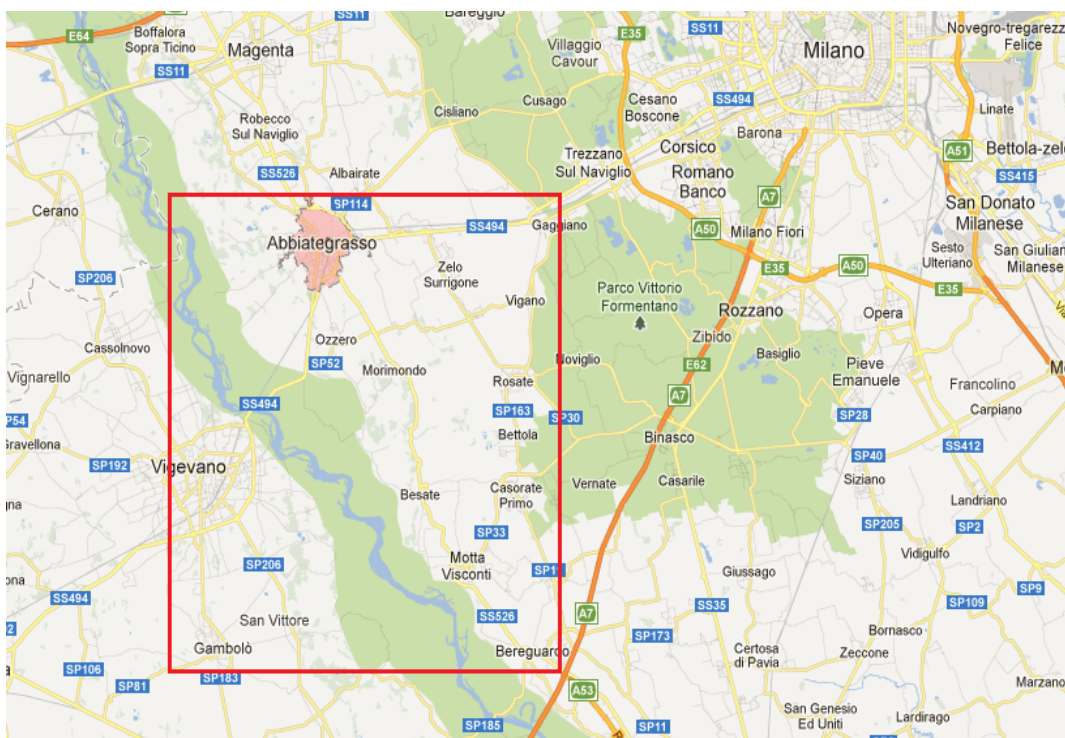 SS11
SS11
E64
Boffalora
Sopra Ticino
Magenta
Bareggio
E35
Villaggio
Cavour
Milano
Novegro-tregarezz
Felice
SS11
Cusago
Cesano
Boscone
SS494
Linate
Cisliano
Robecco
Sul Naviglio
Barona
Trezzano
Sul Naviglio
Corsico
A51
Bettola-zelo
SS526
Albairate
Romano
Banco
SS415
A7
Cerano
SP114
San Donato
Milanese
Abbiategrasso
SS494
Gaggiano
A50
Milano Fiori
Sesto
Ulteriano
San Giulian
Milanese
SP206
Zelo
Surrigone
E35
A50
E35
Vigano
Parco Vittorio
Formentano
Rozzano
Opera
Cassolnovo
Ozzero
Zibido
Basiglio
SP52
Morimondo
Noviglio
E62
Pieve
Emanuele
Vignarello
Rosate
A7
Francolino
SS494
SP163
SP30
SP28
Carpiano
P54
Gravellona
Bettola
Binasco
SS412
SP192
Vigevano
SP40
Siziano
Besate
Casorate
Primo
Vernate
Casarile
Landriano
gna
SP33
SP205
SP2
Motta
Visconti
Vidigulfo
SP206
SP1
Giussago
ona
SS494
SP9
SS526
A7
SS35
SP109
San Vittore
Bornasco
SP173
Gambolò
Bereguardo
Certosa
di Pavia
Zeccone
SP106
SP81
SP183
A53
Marzano
San Genesio
Ed Uniti
SP185
SP11
Lardirago